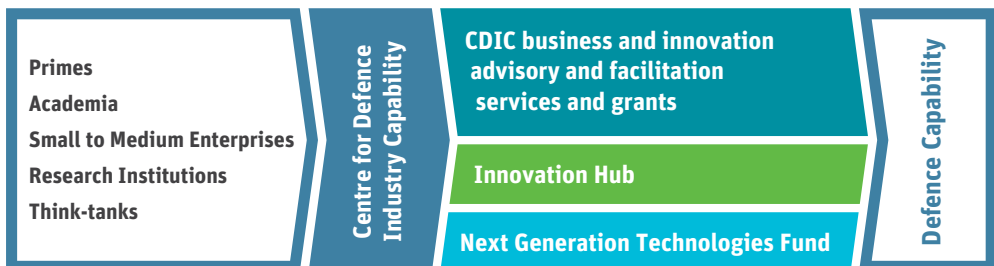 Primes
Academia
Small to Medium Enterprises
Research Institutions
Think-tanks
Centre for Defence
Industry Capability
CDIC business and innovation
advisory and facilitation
services and grants
Innovation Hub
Next Generation Technologies Fund
Defence Capability